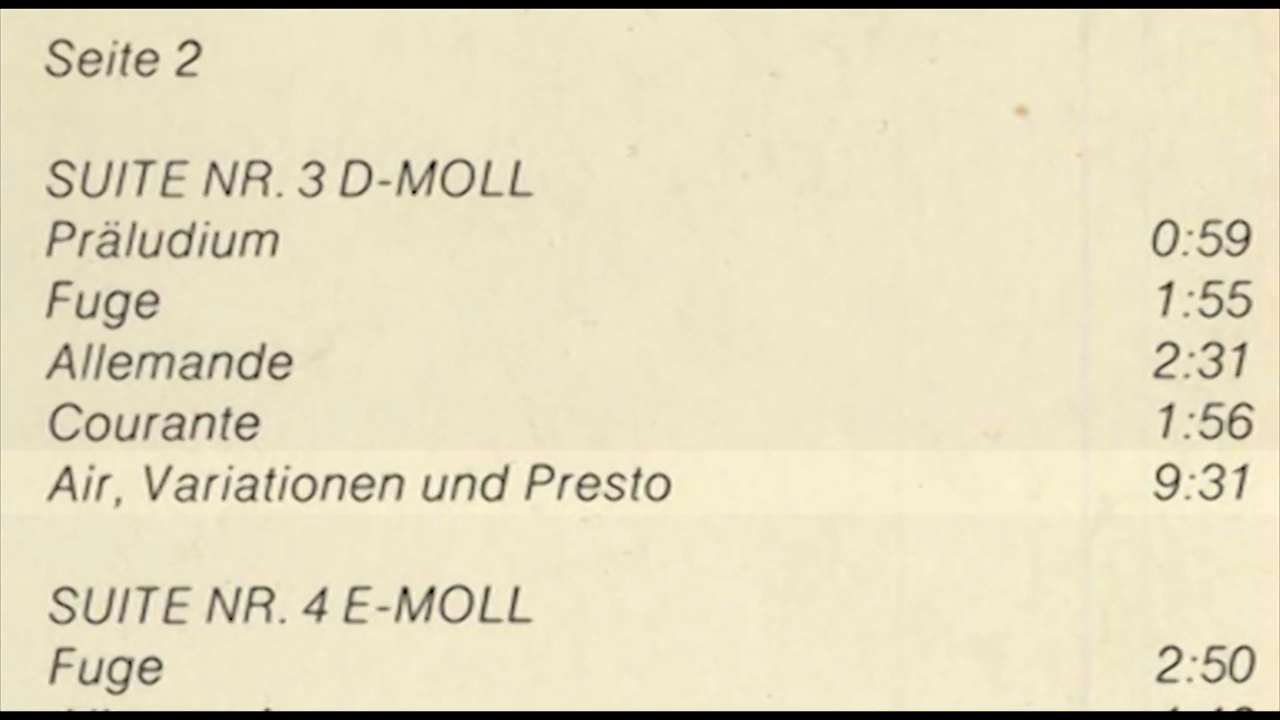 Seite 2
SUITE NR. 3 D-MOLL
Präludium 0:59
Fuge 1:55
Allemande 2:31
Courante 1:56
Air, Variationen und Presto 9:31
SUITE NR. 4 E-MOLL
Fuge 2:50